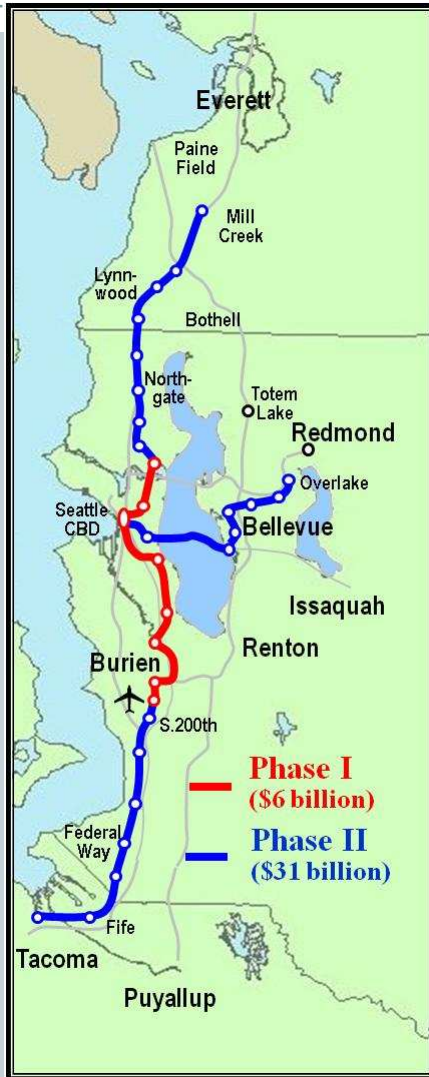 Everett
Paine
Field
Mill
Creek
Lynn-
wood
Bothell
North-
gate
Totem
Lake
Redmond
Overlake
Seattle
CBD
Bellevue
Issaquah
Renton
Burien
S.200th
Phase I
($6 billion)
Phase II
($31 billion)
Federal
Way
Fife
Tacoma
Puyallup